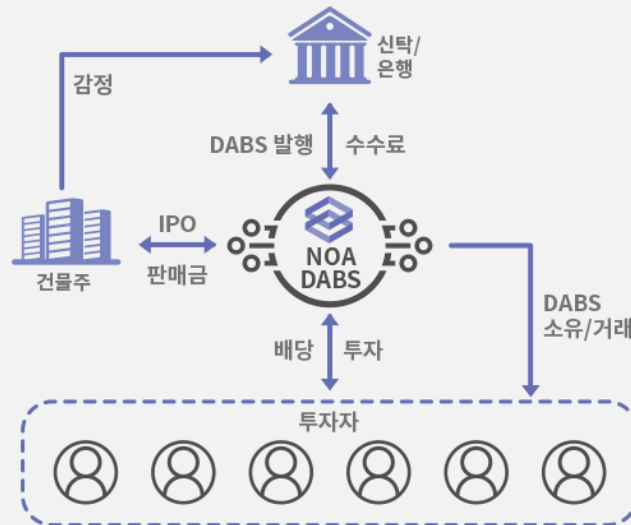 신탁/
은행
감정
DABS 발행 수수료
IPO
판매금
건물주
NOA
DABS
DABS
소유/거래
배당 투자
투자자